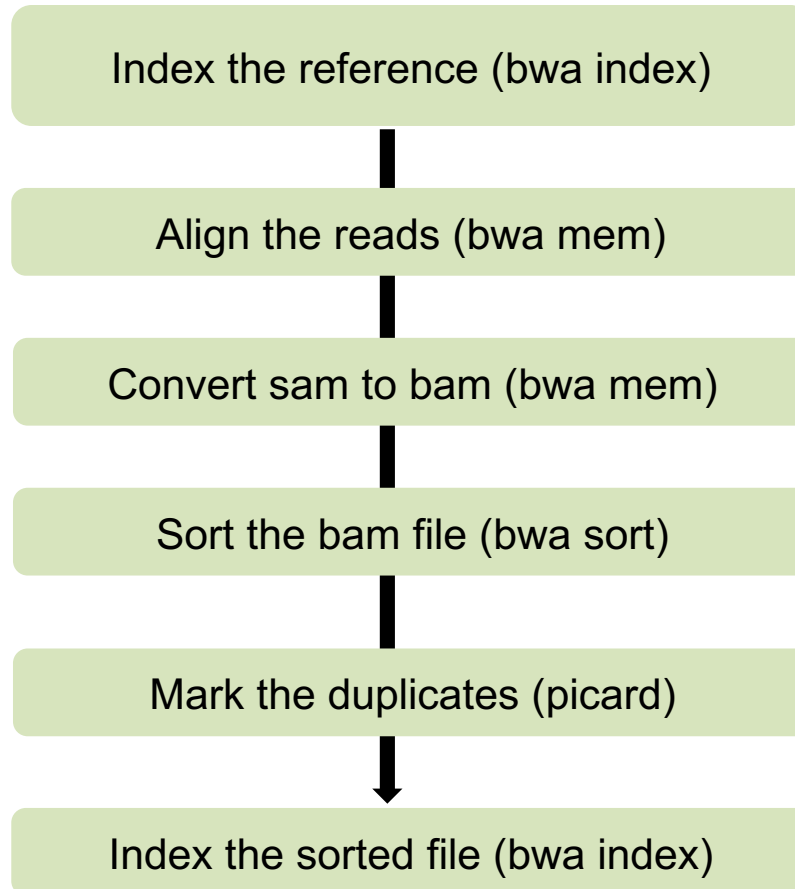 Index the reference (bwa index)
Align the reads (bwa mem)
Convert sam to bam (bwa mem)
Sort the bam file (bwa sort)
Mark the duplicates (picard)
Index the sorted file (bwa index)